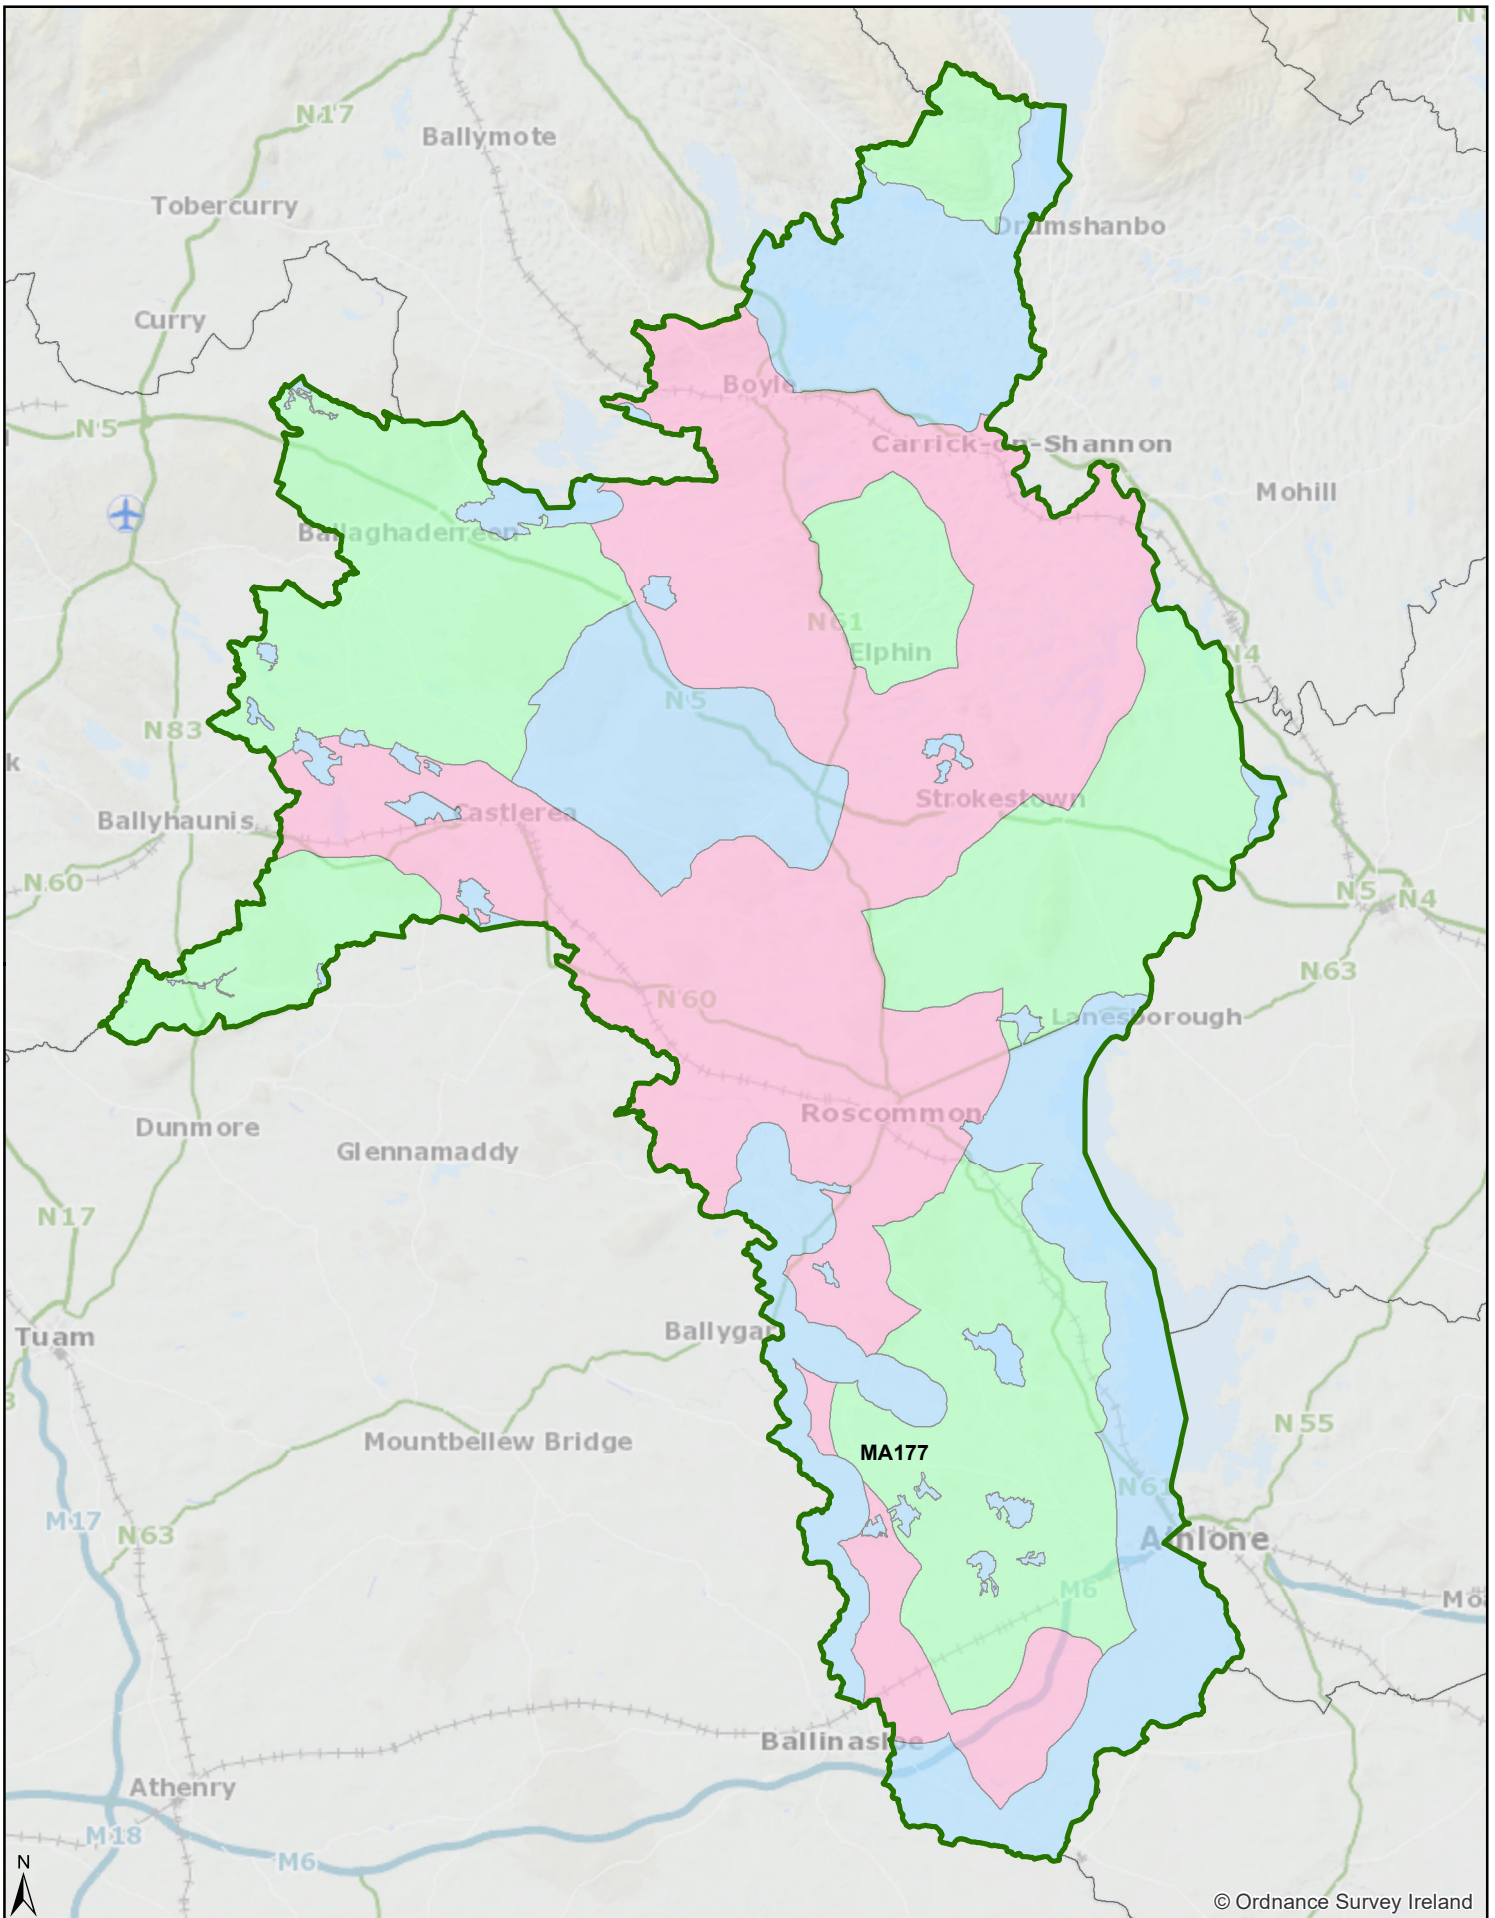 N17
Ballymote
Tobercurry
Drumshanbo
Curry
Boyle
N5
Carrick-on-Shannon
Mohill
Ballaghaderreen
N61
Elphin
N4
N5
N83
Strokestown
Castlerea
Ballyhaunis
N60
N5
N4
N63
N60
Lanesborough
Roscommon
Dunmore
Glennamaddy
N17
Tuam
Ballygar
N55
Mountbellew Bridge
MA177
N61
M17
N63
Athlone
M6
Ballinasloe
Athenry
M18
M6
N
© Ordnance Survey Ireland